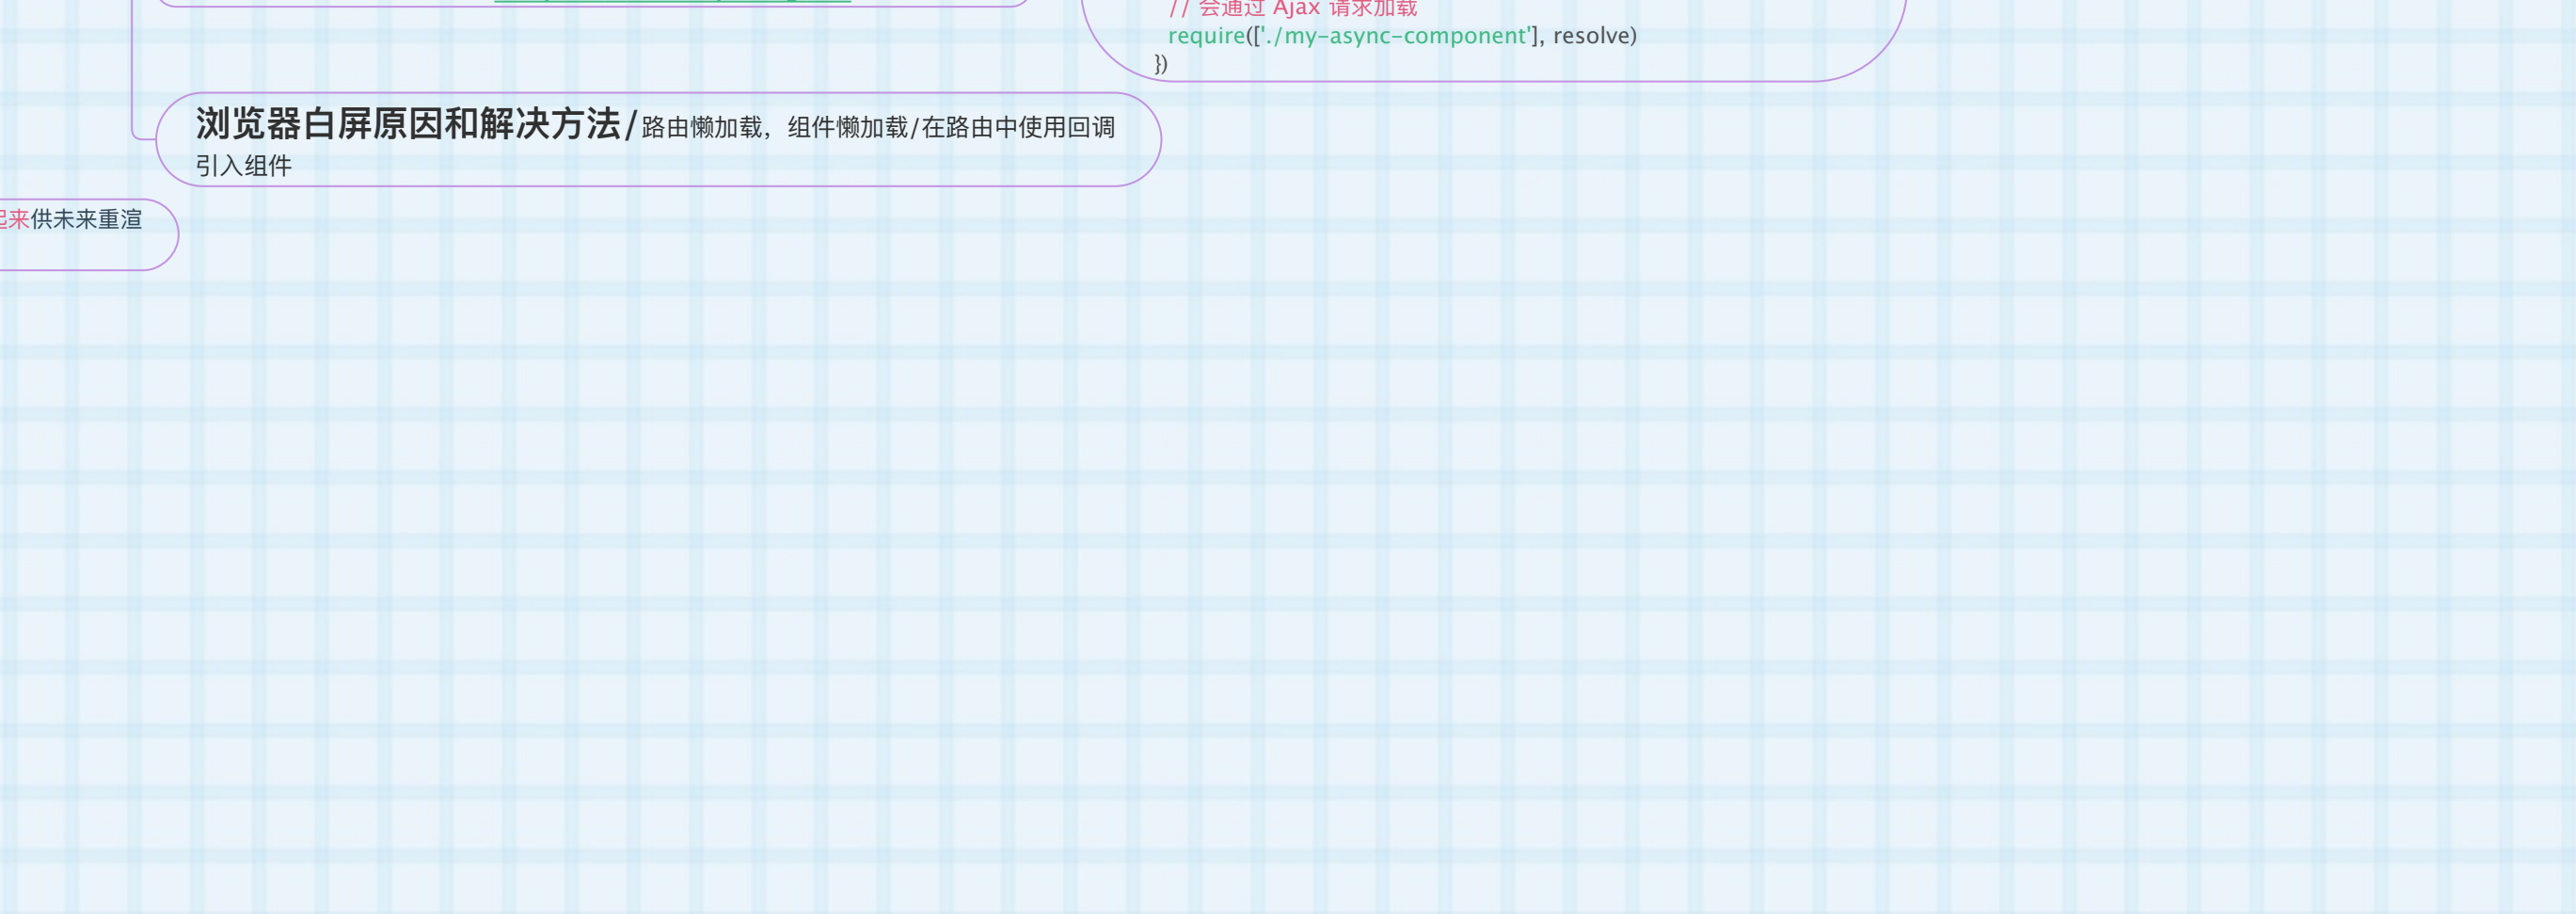 // 会通过 Ajax 请求加载
require(['./my-async-component'], resolve)
})
浏览器白屏原因和解决方法/路由懒加载，组件懒加载/在路由中使用回调
引入组件
起来供未来重渲